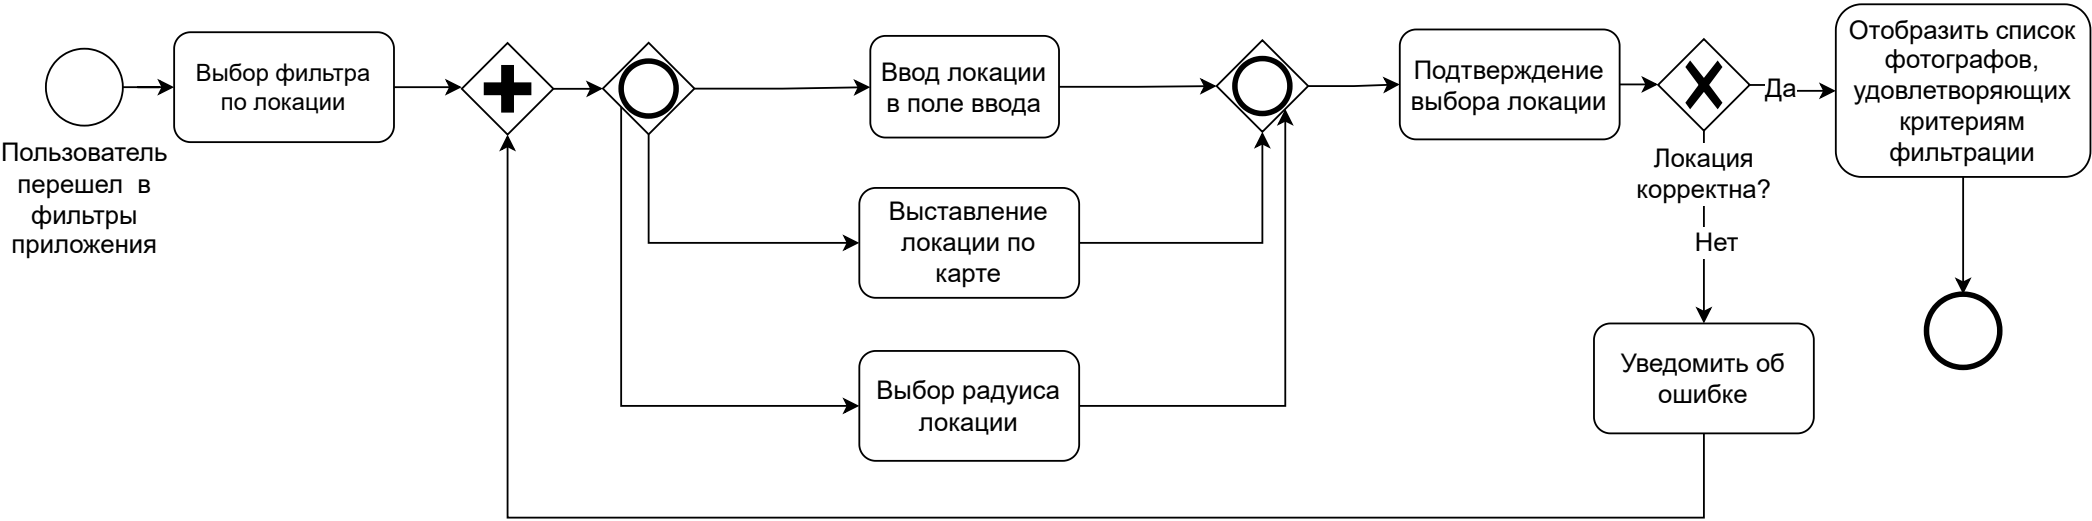 Пользователь
перешел в
фильтры
приложения
Выбор фильтра
по локации
Ввод локации
в поле ввода
Выставление
локации по
карте
Выбор радуиса
локации
Подтверждение
выбора локации
Локация
корректна?
Да
Нет
Отобразить список
фотографов,
удовлетворяющих
критериям
фильтрации
Уведомить об
ошибке